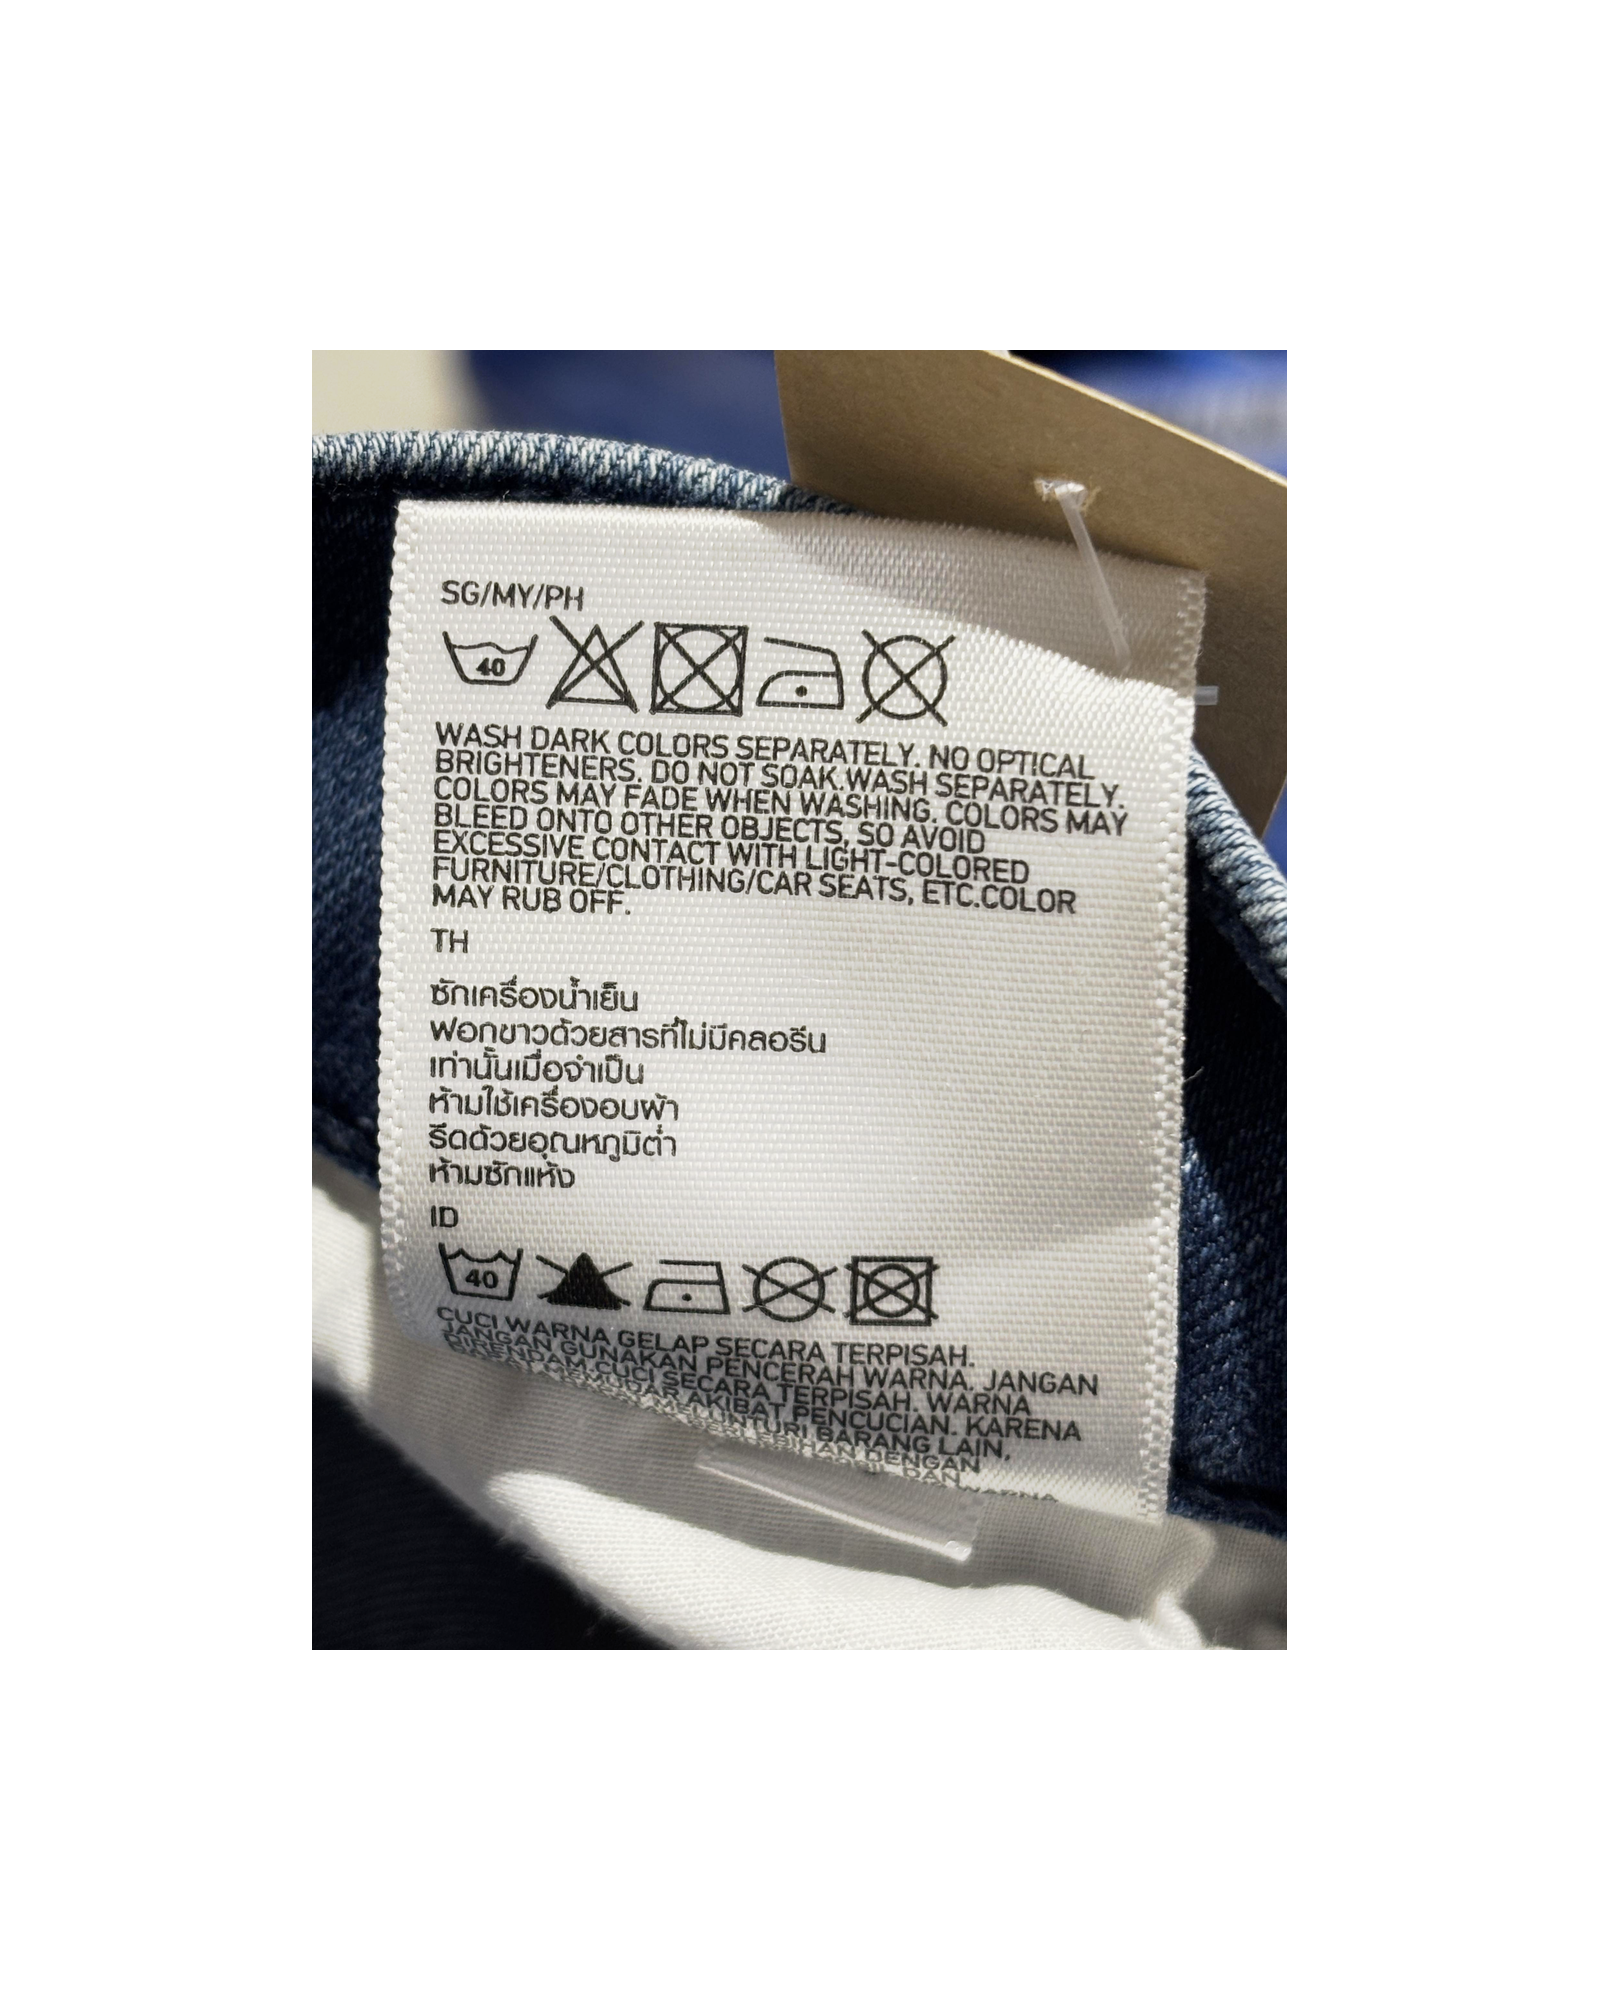 SG/MY/PH
40
WASH DARK COLORS SEPARATELY. NO OPTICAL
BRIGHTENERS. DO NOT SOAK.WASH SEPARATELY.
COLORS MAY FADE WHEN WASHING. COLORS MAY
BLEED ONTO OTHER OBJECTS, SO AVOID
EXCESSIVE CONTACT WITH LIGHT-COLORED
FURNITURE/CLOTHING/CAR SEATS, ETC.COLOR
MAY RUB OFF.
TH
ซักเครื่องน้ำเย็น
ฟอกขาวด้วยสารที่ไม่มีคลอรีน
เท่านั้นเมื่อจำเป็น
ห้ามใช้เครื่องอบผ้า
รีดด้วยอุณหภูมิต่ำ
ห้ามซักแห้ง
ID
40
CUCI WARNA GELAP SECARA TERPISAH.
JANGAN GUNAKAN PENCERAH WARNA. JANGAN
DIRENDAM.CUCI SECARA TERPISAH. WARNA
MEMUDAR AKIBAT PENCUCIAN. KARENA
MELUNTURI BARANG LAIN,
DENGAN
DAN
WARNA